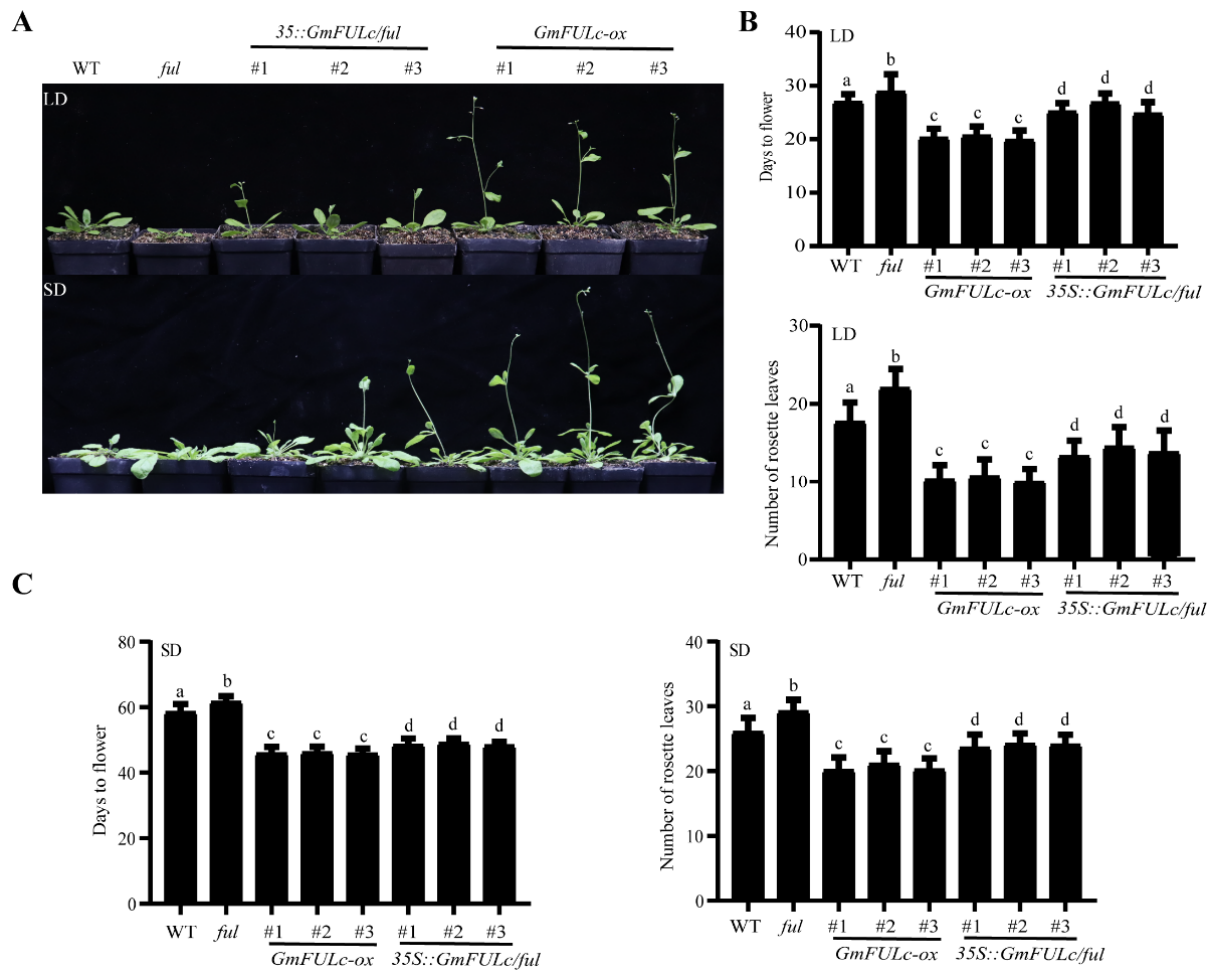 A
35::GmFULc/ful GmFULc-ox
WT ful #1 #2 #3 #1 #2 #3
LD
SD
B
LD
Days to flower
40
30
20
10
0
WT ful #1 #2 #3 #1 #2 #3
GmFULc-ox 35S::GmFULc/ful
a b c c c d d d
LD
Number of rosette leaves
30
20
10
0
WT ful #1 #2 #3 #1 #2 #3
GmFULc-ox 35S::GmFULc/ful
a b c c c d d d
C
SD
Days to flower
80
60
40
20
0
WT ful #1 #2 #3 #1 #2 #3
GmFULc-ox 35S::GmFULc/ful
a b c c c d d d
SD
Number of rosette leaves
40
30
20
10
0
WT ful #1 #2 #3 #1 #2 #3
GmFULc-ox 35S::GmFULc/ful
a b c c c d d d